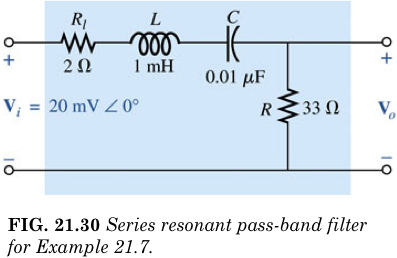 R_l
L
C
2 Ω
1 mH
0.01 μF
+
+
V_i = 20 mV ∠ 0°
R
33 Ω
V_o
–
–
FIG. 21.30 Series resonant pass-band filter
for Example 21.7.